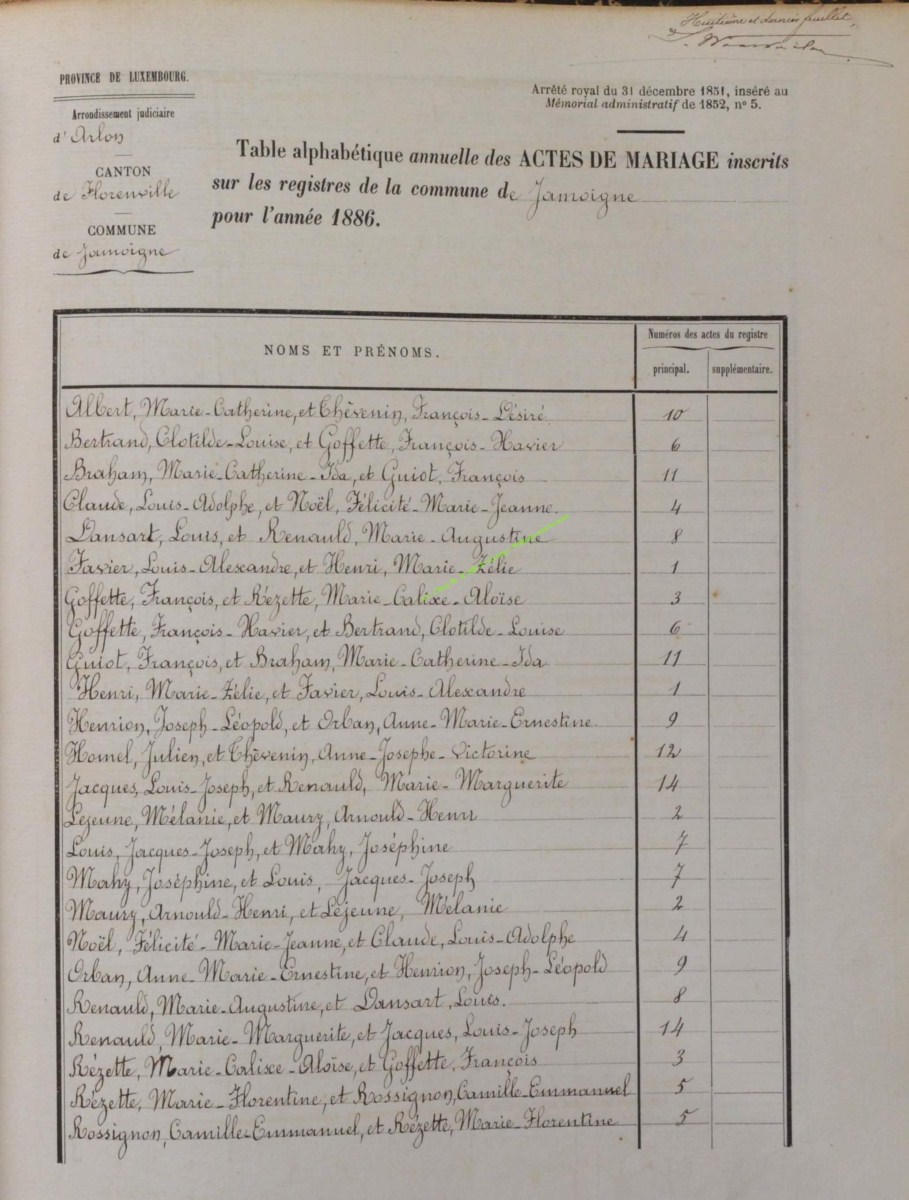 Huitième et dernier feuillet,
PROVINCE DE LUXEMBOURG.
Arrondissement judiciaire
d'Arlon
CANTON
de Florenville
COMMUNE
de Jamoigne
Arrêté royal du 31 décembre 1851, inséré au
Mémorial administratif de 1852, nº 5.
Table alphabétique annuelle des ACTES DE MARIAGE inscrits
sur les registres de la commune de Jamoigne
pour l'année 1886.
NOMS ET PRÉNOMS.
Numéros des actes du registre
principal. supplémentaire.
Albert, Marie-Catherine, et Thèvenin, François-Désiré 10
Bertrand, Clotilde-Louise, et Goffette, François-Xavier 6
Braham, Marie-Catherine-Ida, et Guiot, François 11
Claude, Louis-Adolphe, et Noël, Félicité-Marie-Jeanne. 4
Dansart, Louis, et Renauld, Marie-Augustine 8
Favier, Louis-Alexandre, et Henri, Marie-Zélie 1
Goffette, François, et Rézette, Marie-Calixe-Aloïse 3
Goffette, François-Xavier, et Bertrand, Clotilde-Louise 6
Guiot, François, et Braham, Marie-Catherine-Ida 11
Henri, Marie-Zélie, et Favier, Louis-Alexandre 1
Henrion, Joseph-Léopold, et Orban, Anne-Marie-Ernestine. 9
Homel, Julien, et Thèvenin, Anne-Josephe-Victorine 12
Jacques, Louis-Joseph, et Renauld, Marie-Marguerite 14
Lejeune, Mélanie, et Maury, Arnould-Henri 2
Louis, Jacques-Joseph, et Mahy, Joséphine 7
Mahy, Joséphine, et Louis, Jacques-Joseph 7
Maury, Arnould-Henri, et Lejeune, Mélanie 2
Noël, Félicité-Marie-Jeanne, et Claude, Louis-Adolphe 4
Orban, Anne-Marie-Ernestine, et Henrion, Joseph-Léopold 9
Renauld, Marie-Augustine, et Dansart, Louis. 8
Renauld, Marie-Marguerite, et Jacques, Louis-Joseph 14
Rézette, Marie-Calixe-Aloïse, et Goffette, François 3
Rézette, Marie-Florentine, et Rossignon, Camille-Emmanuel 5
Rossignon, Camille-Emmanuel, et Rézette, Marie-Florentine 5